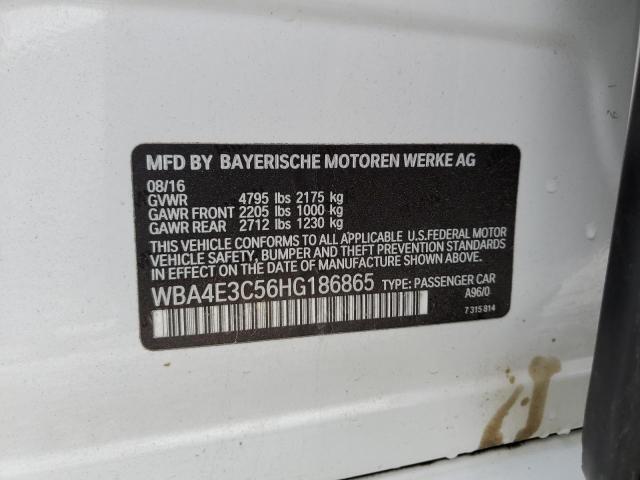 MFD BY BAYERISCHE MOTOREN WERKE AG
08/16
GVWR 4795 lbs 2175 kg
GAWR FRONT 2205 lbs 1000 kg
GAWR REAR 2712 lbs 1230 kg
THIS VEHICLE CONFORMS TO ALL APPLICABLE U.S.FEDERAL MOTOR
VEHICLE SAFETY, BUMPER AND THEFT PREVENTION STANDARDS
IN EFFECT ON THE DATE OF MANUFACTURE SHOWN ABOVE.
WBA4E3C56HG186865 TYPE: PASSENGER CAR
A96/0
7 315 814